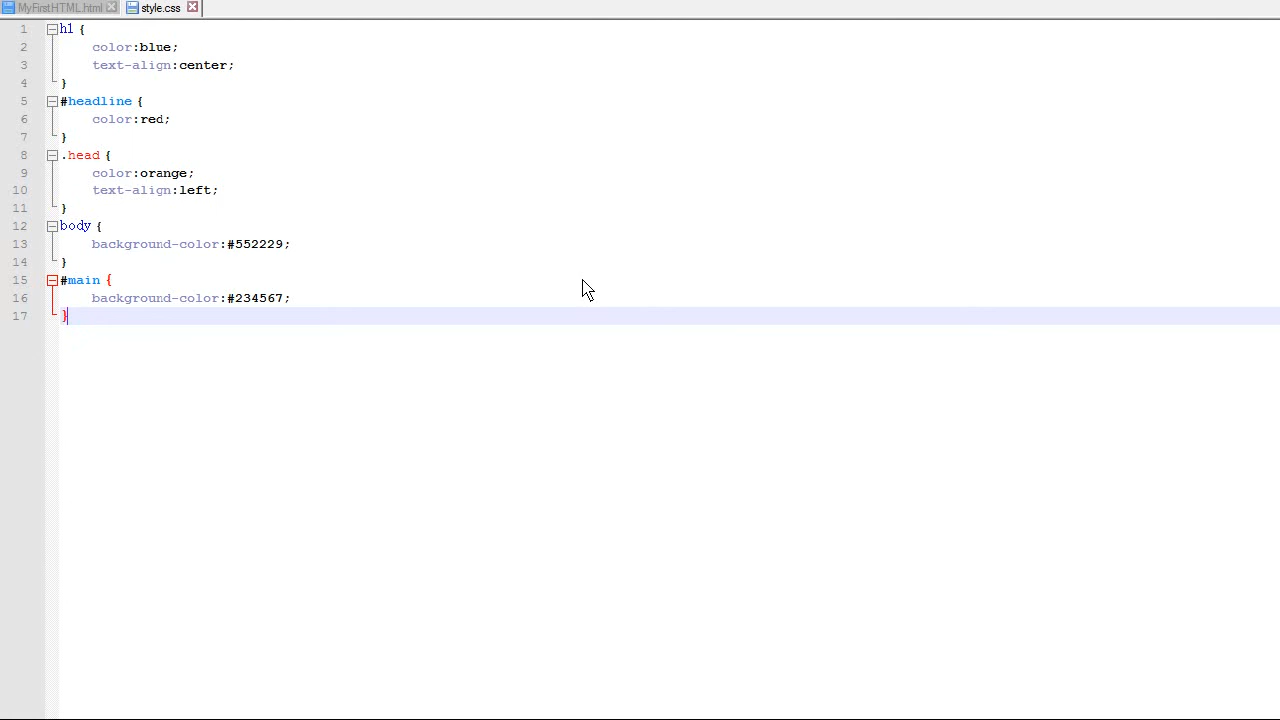 MyFirstHTML.html style.css
1 h1 {
2 color:blue;
3 text-align:center;
4 }
5 #headline {
6 color:red;
7 }
8 .head {
9 color:orange;
10 text-align:left;
11 }
12 body {
13 background-color:#552229;
14 }
15 #main {
16 background-color:#234567;
17 }